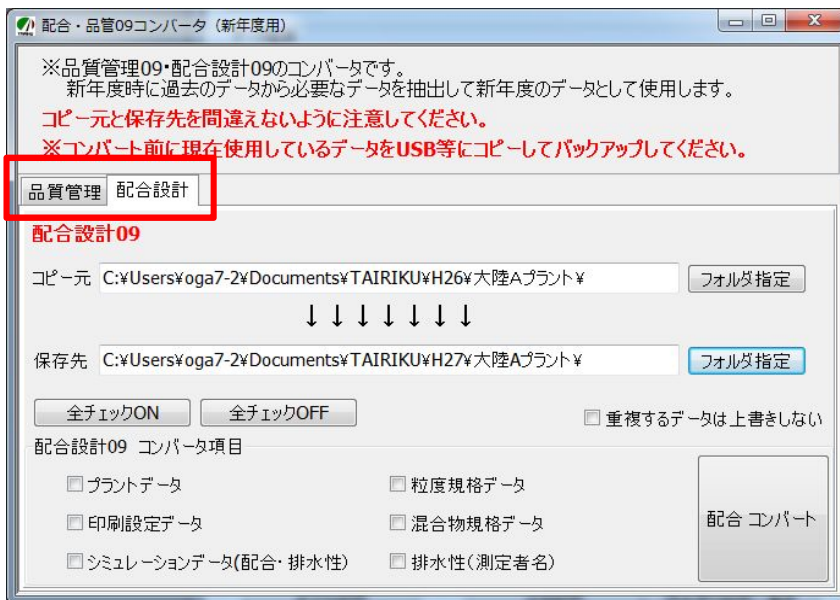 配合・品管09コンバータ（新年度用）
※品質管理09・配合設計09のコンバータです。
新年度時に過去のデータから必要なデータを抽出して新年度のデータとして使用します。
コピー元と保存先を間違えないように注意してください。
※コンバート前に現在使用しているデータをUSB等にコピーしてバックアップしてください。
品質管理 配合設計
配合設計09
コピー元 C:¥Users¥oga7-2¥Documents¥TAIRIKU¥H26¥大陸Aプラント¥ フォルダ指定
↓↓↓↓↓↓↓
保存先 C:¥Users¥oga7-2¥Documents¥TAIRIKU¥H27¥大陸Aプラント¥ フォルダ指定
全チェックON 全チェックOFF 重複するデータは上書きしない
配合設計09 コンバータ項目
プラントデータ 粒度規格データ
印刷設定データ 混合物規格データ 配合 コンバート
シミュレーションデータ(配合・排水性) 排水性(測定者名)